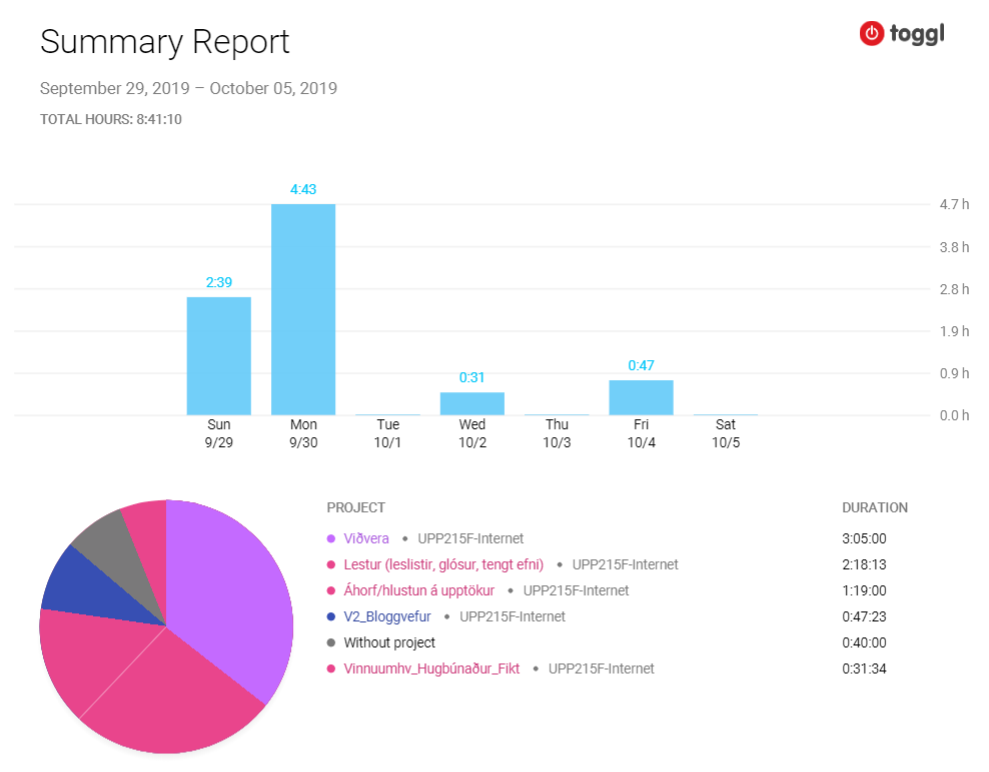 Summary Report
toggl
September 29, 2019 – October 05, 2019
TOTAL HOURS: 8:41:10
4:43
4.7 h
3.8 h
2:39
2.8 h
1.9 h
0:31
0:47
0.9 h
0.0 h
Sun Mon Tue Wed Thu Fri Sat
9/29 9/30 10/1 10/2 10/3 10/4 10/5
PROJECT DURATION
Viðvera • UPP215F-Internet 3:05:00
Lestur (leslistir, glósur, tengt efni) • UPP215F-Internet 2:18:13
Áhorf/hlustun á upptökur • UPP215F-Internet 1:19:00
V2_Bloggvefur • UPP215F-Internet 0:47:23
Without project 0:40:00
Vinnuumhv_Hugbúnaður_Fikt • UPP215F-Internet 0:31:34